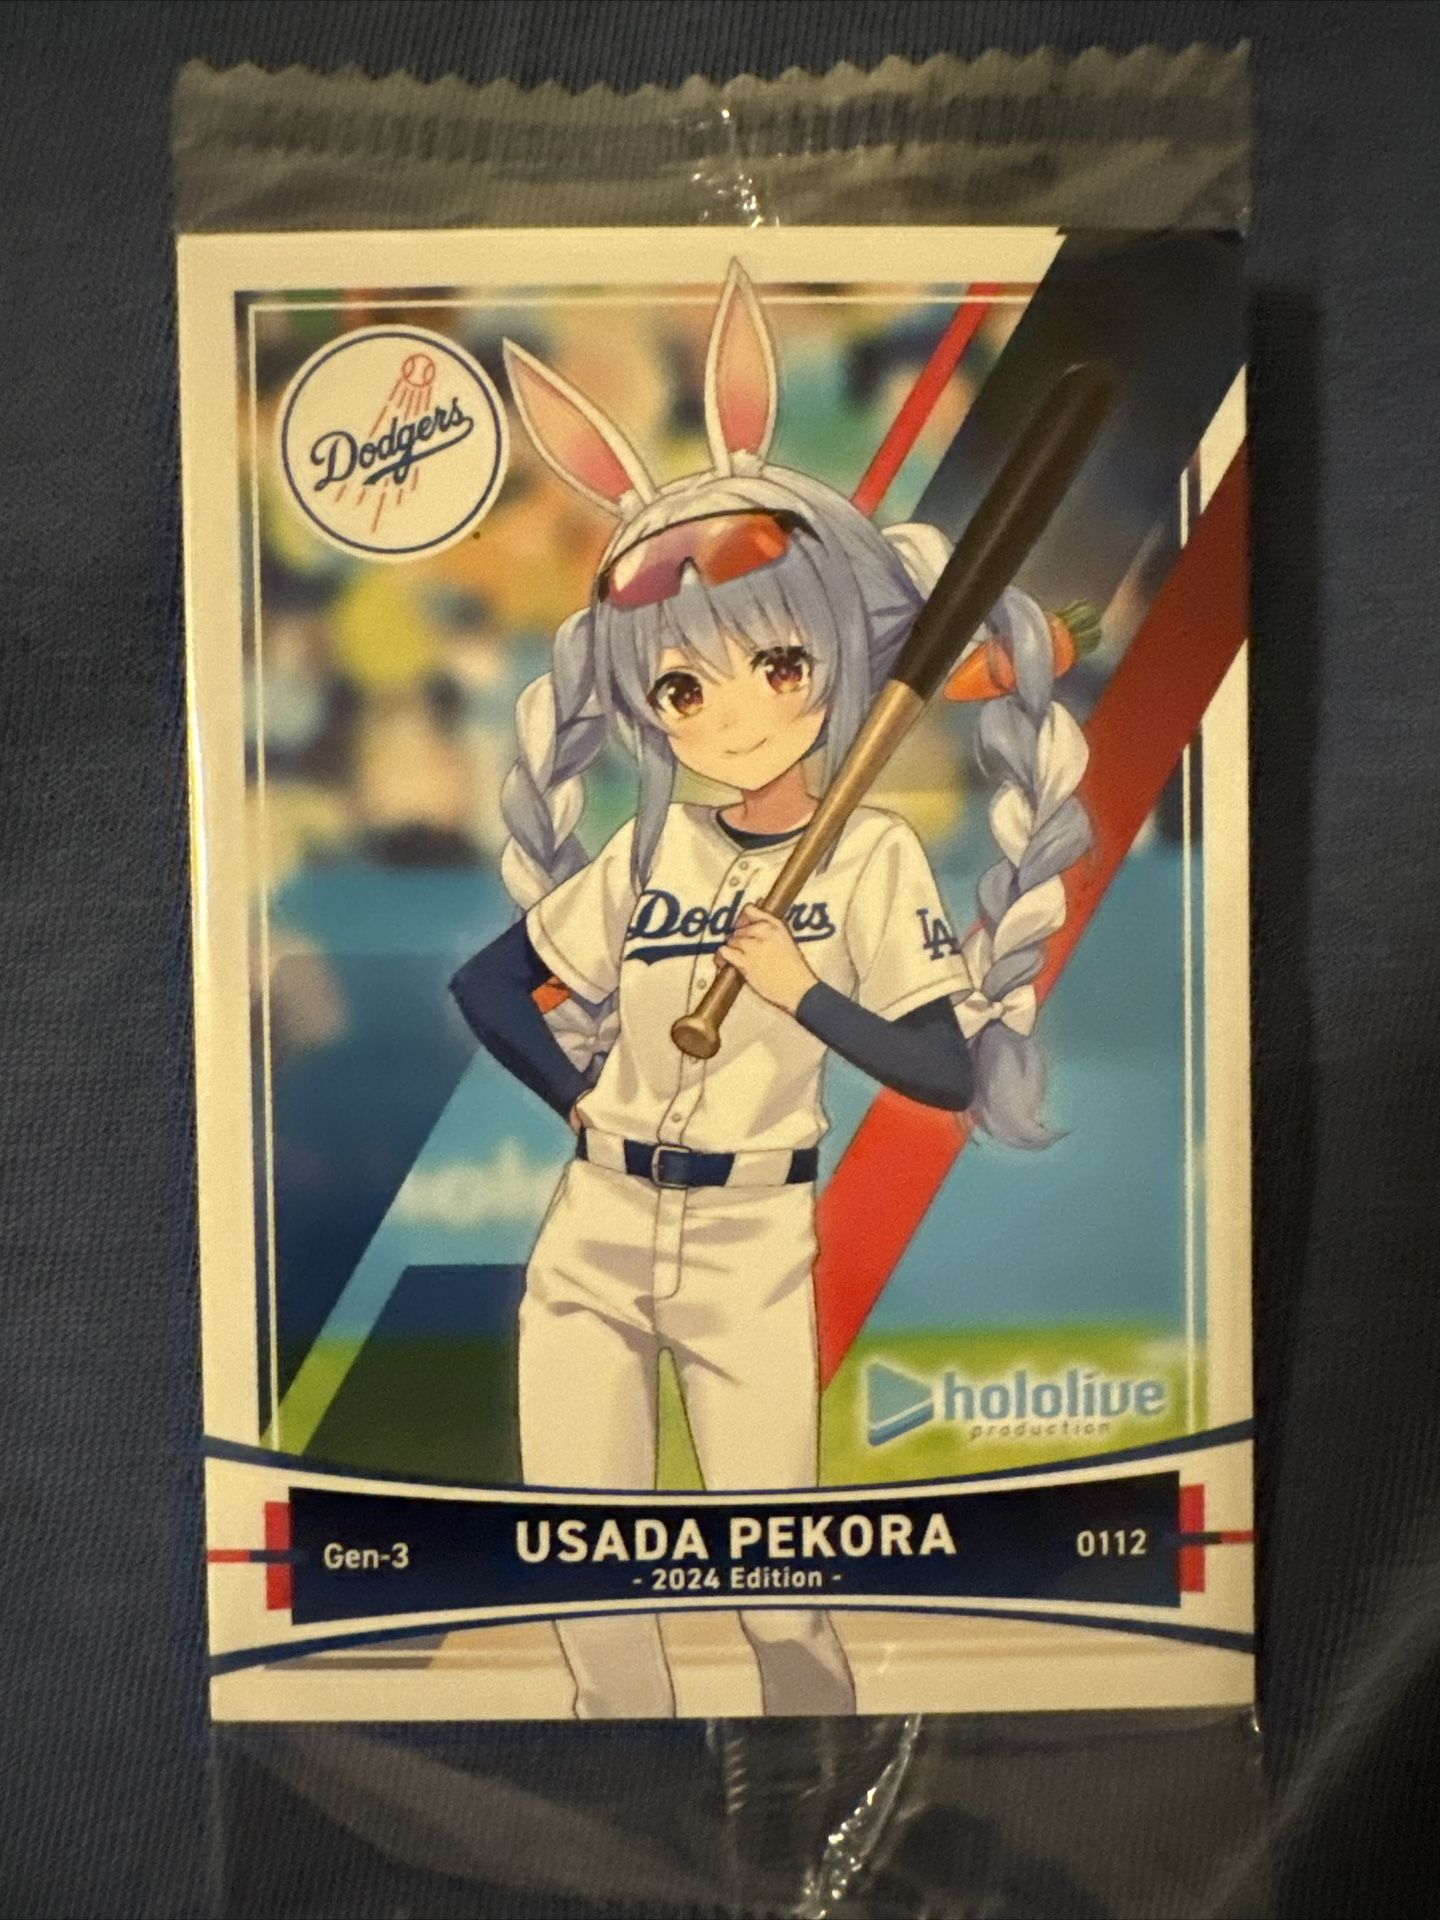 Dodgers
Dodgers
LA
hololive
production
Gen-3
USADA PEKORA
- 2024 Edition -
0112